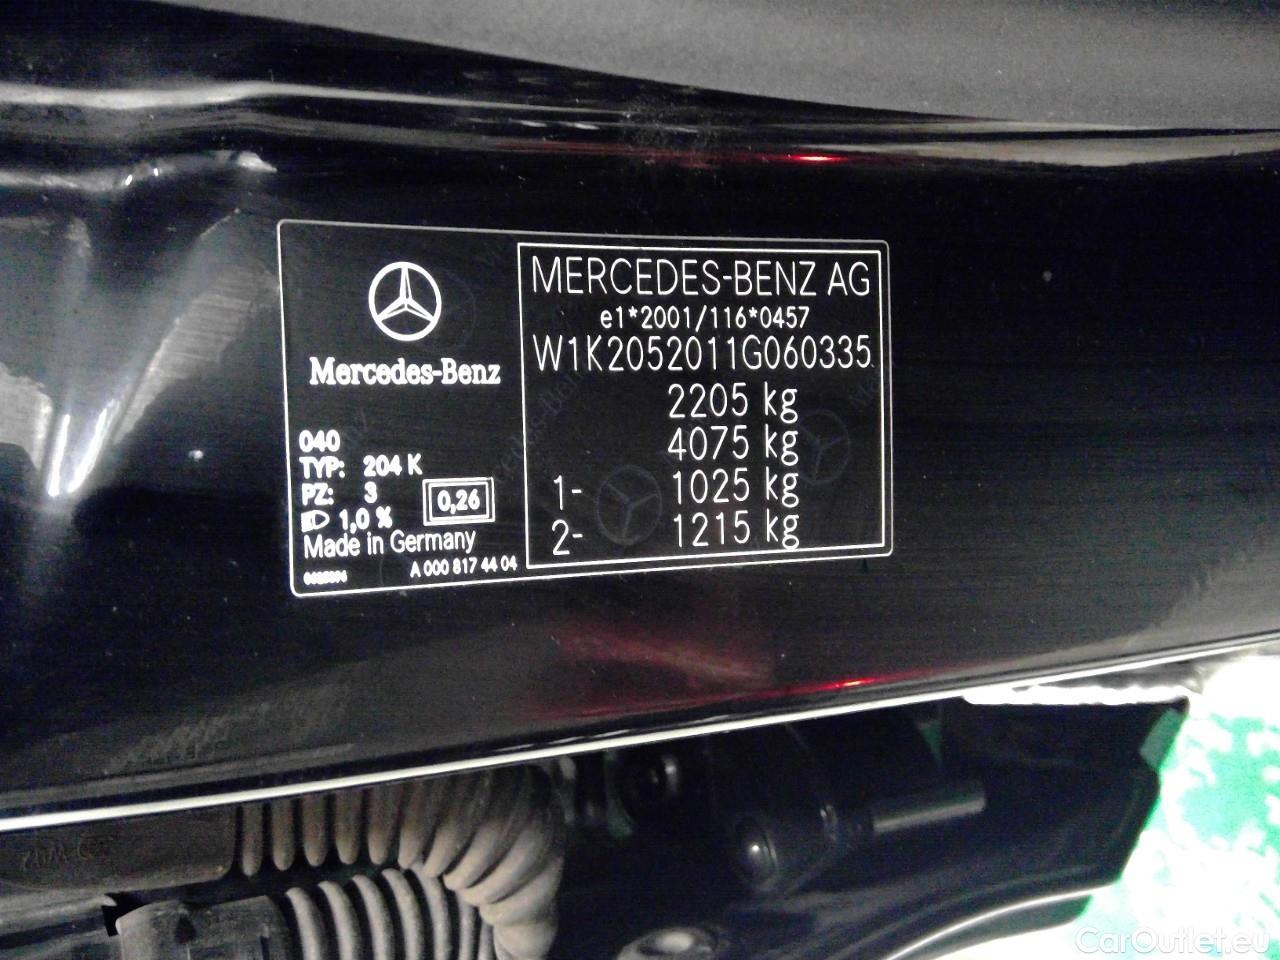 Mercedes-Benz
040
TYP: 204 K
PZ: 3
1,0 %
0,26
Made in Germany
A 000 817 44 04
MERCEDES-BENZ AG
e1*2001/116*0457
W1K2052011G060335
2205 kg
4075 kg
1- 1025 kg
2- 1215 kg
CarOutlet.eu